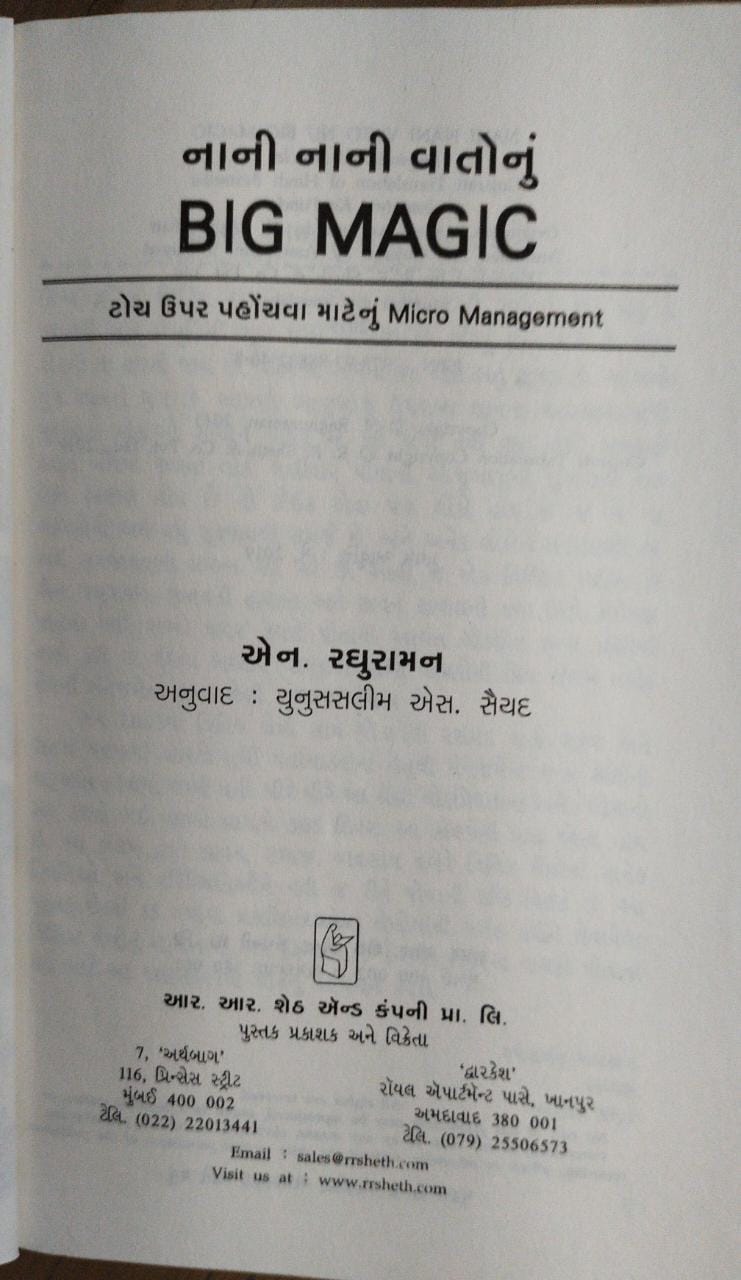 નાની નાની વાતોનું
BIG MAGIC
ટોચ ઉપર પહોંચવા માટેનું Micro Management
એન. રઘુરામન
અનુવાદ : યુનુસસલીમ એસ. સૈયદ
આર. આર. શેઠ ઍન્ડ કંપની પ્રા. લિ.
પુસ્તક પ્રકાશક અને વિક્રેતા
7, 'અર્થબાગ'
116, પ્રિન્સેસ સ્ટ્રીટ
મુંબઈ 400 002
ટેલિ. (022) 22013441
'દ્વારકેશ'
રૉયલ ઍપાર્ટમેન્ટ પાસે, ખાનપુર
અમદાવાદ 380 001
ટેલિ. (079) 25506573
Email : sales@rrsheth.com
Visit us at : www.rrsheth.com